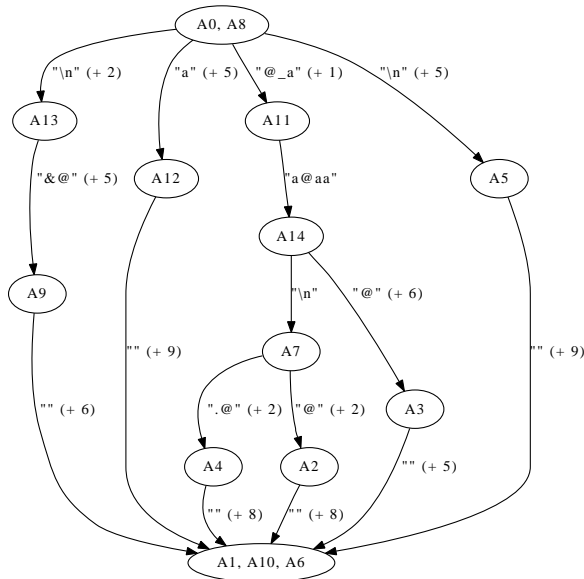 A0, A8
"\n" (+ 2)
"a" (+ 5)
"@_a" (+ 1)
"\n" (+ 5)
A13
A11
"&@" (+ 5)
A12
"a@aa"
A5
A14
A9
"\n"
"@" (+ 6)
"" (+ 9)
A7
"" (+ 9)
"" (+ 6)
".@" (+ 2)
"@" (+ 2)
A3
A4
A2
"" (+ 5)
"" (+ 8)
"" (+ 8)
A1, A10, A6